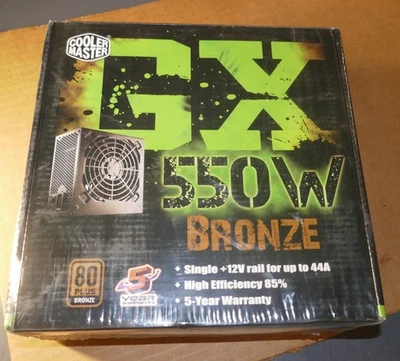 COOLER
MASTER
GX
550W
BRONZE
• Single +12V rail for up to 44A
• High Efficiency 85%
• 5-Year Warranty
80
PLUS
BRONZE
5
YEAR